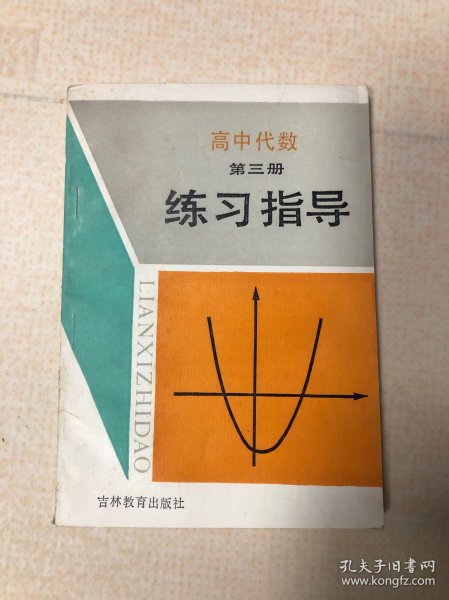 高中代数
第三册
练习指导
LIANXIZHIDAO
吉林教育出版社
孔夫子旧书网
www.kongfz.com